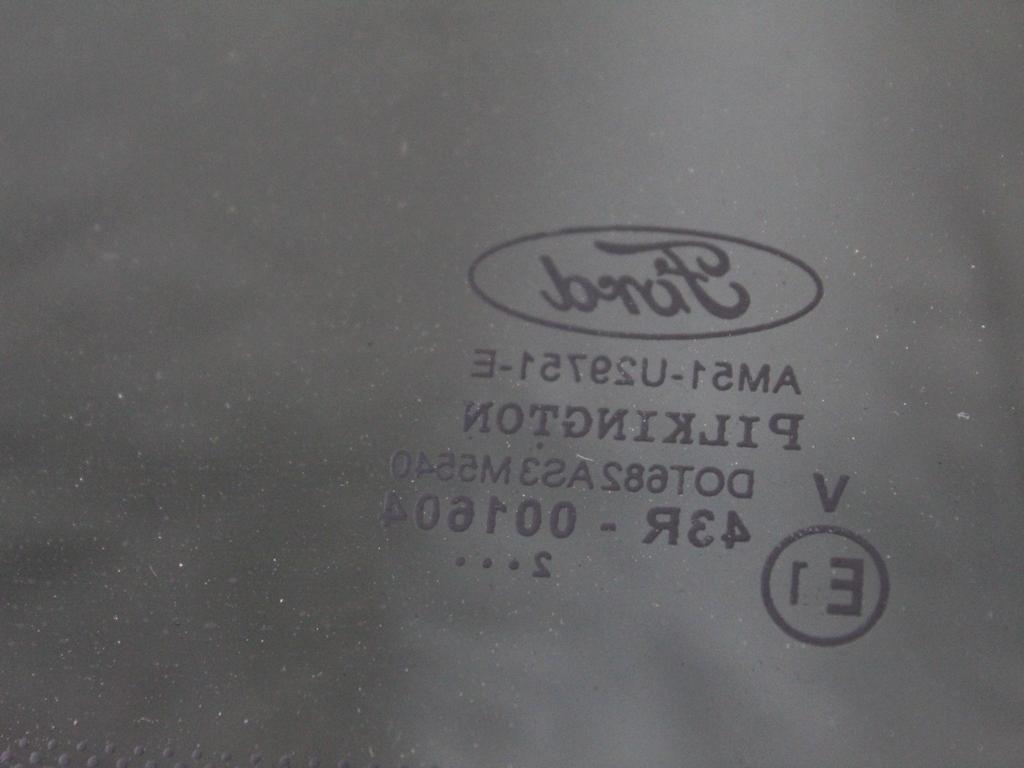 Ford
AM51-U29751-E
PILKINGTON
V DOT682AS3M5540
43R - 001604
E1
2...